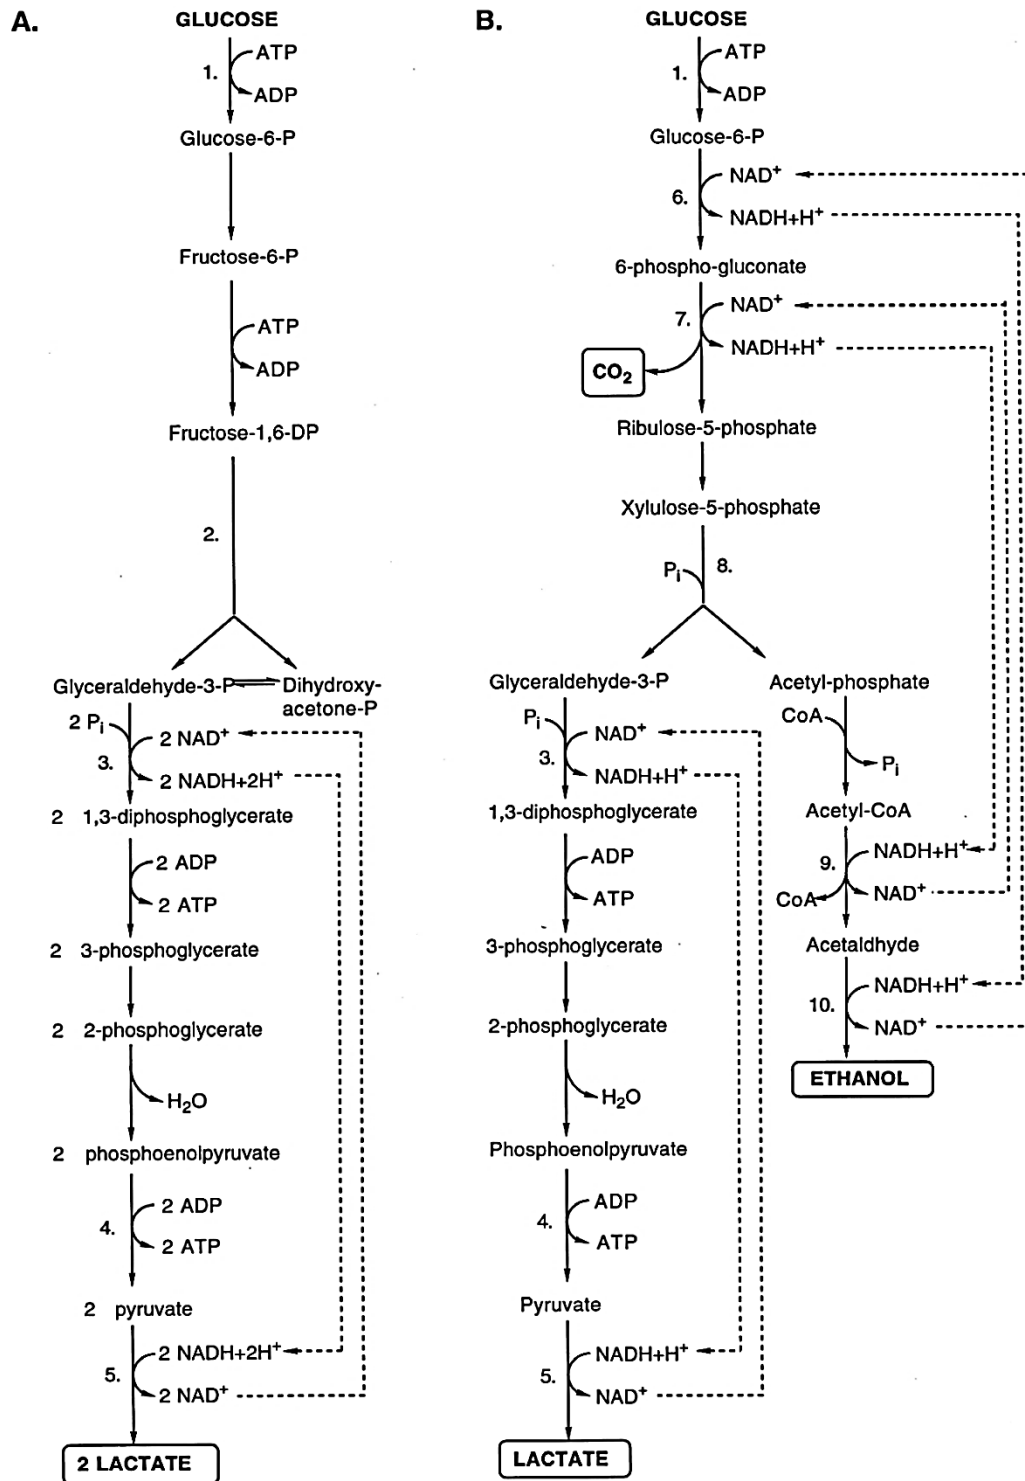 A.
GLUCOSE
1.
ATP
ADP
Glucose-6-P
Fructose-6-P
ATP
ADP
Fructose-1,6-DP
2.
Glyceraldehyde-3-P
Dihydroxy-
acetone-P
2 Pi
2 NAD+
3.
2 NADH+2H+
2 1,3-diphosphoglycerate
2 ADP
2 ATP
2 3-phosphoglycerate
2 2-phosphoglycerate
H2O
2 phosphoenolpyruvate
2 ADP
4.
2 ATP
2 pyruvate
2 NADH+2H+
5.
2 NAD+
2 LACTATE
B.
GLUCOSE
1.
ATP
ADP
Glucose-6-P
NAD+
6.
NADH+H+
6-phospho-gluconate
NAD+
7.
NADH+H+
CO2
Ribulose-5-phosphate
Xylulose-5-phosphate
Pi
8.
Glyceraldehyde-3-P
Pi
NAD+
3.
NADH+H+
1,3-diphosphoglycerate
ADP
ATP
3-phosphoglycerate
2-phosphoglycerate
H2O
Phosphoenolpyruvate
ADP
4.
ATP
Pyruvate
NADH+H+
5.
NAD+
LACTATE
Acetyl-phosphate
CoA
Pi
Acetyl-CoA
NADH+H+
9.
NAD+
CoA
Acetaldhyde
NADH+H+
10.
NAD+
ETHANOL